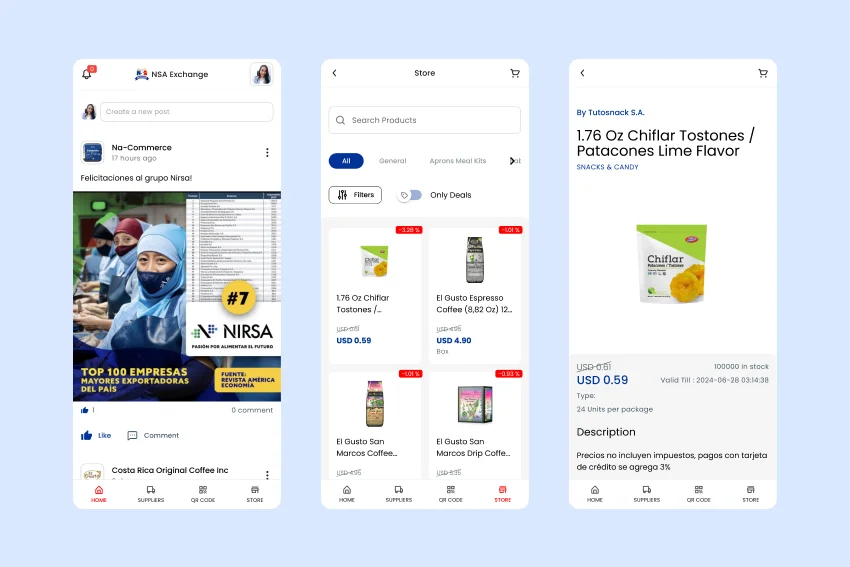 0
NSA Exchange
Create a new post
Na-Commerce
17 hours ago
Felicitaciones al grupo Nirsa!
#7
NIRSA
PASIÓN POR ALIMENTAR EL FUTURO
TOP 100 EMPRESAS
MAYORES EXPORTADORAS
DEL PAÍS
FUENTE:
REVISTA AMÉRICA
ECONOMÍA
1
0 comment
Like
Comment
Costa Rica Original Coffee Inc
HOME
SUPPLIERS
QR CODE
STORE
Store
Search Products
All
General
Aprons Meal Kits
Filters
Only Deals
-3.28 %
Chiflar
1.76 Oz Chiflar
Tostones /...
USD 0.61
USD 0.59
-1.01 %
El Gusto Espresso
Coffee (8,82 Oz) 12...
USD 4.95
USD 4.90
Box
-1.01 %
El Gusto San
Marcos Coffee...
USD 4.95
-0.93 %
El Gusto San
Marcos Drip Coffe...
USD 5.35
HOME
SUPPLIERS
QR CODE
STORE
By Tutosnack S.A.
1.76 Oz Chiflar Tostones /
Patacones Lime Flavor
SNACKS & CANDY
Chiflar
Patacones / Tostones
USD 0.61
100000 in stock
USD 0.59
Valid Till : 2024-06-28 03:14:38
Type:
24 Units per package
Description
Precios no incluyen impuestos, pagos con tarjeta
de crédito se agrega 3%
HOME
SUPPLIERS
QR CODE
STORE